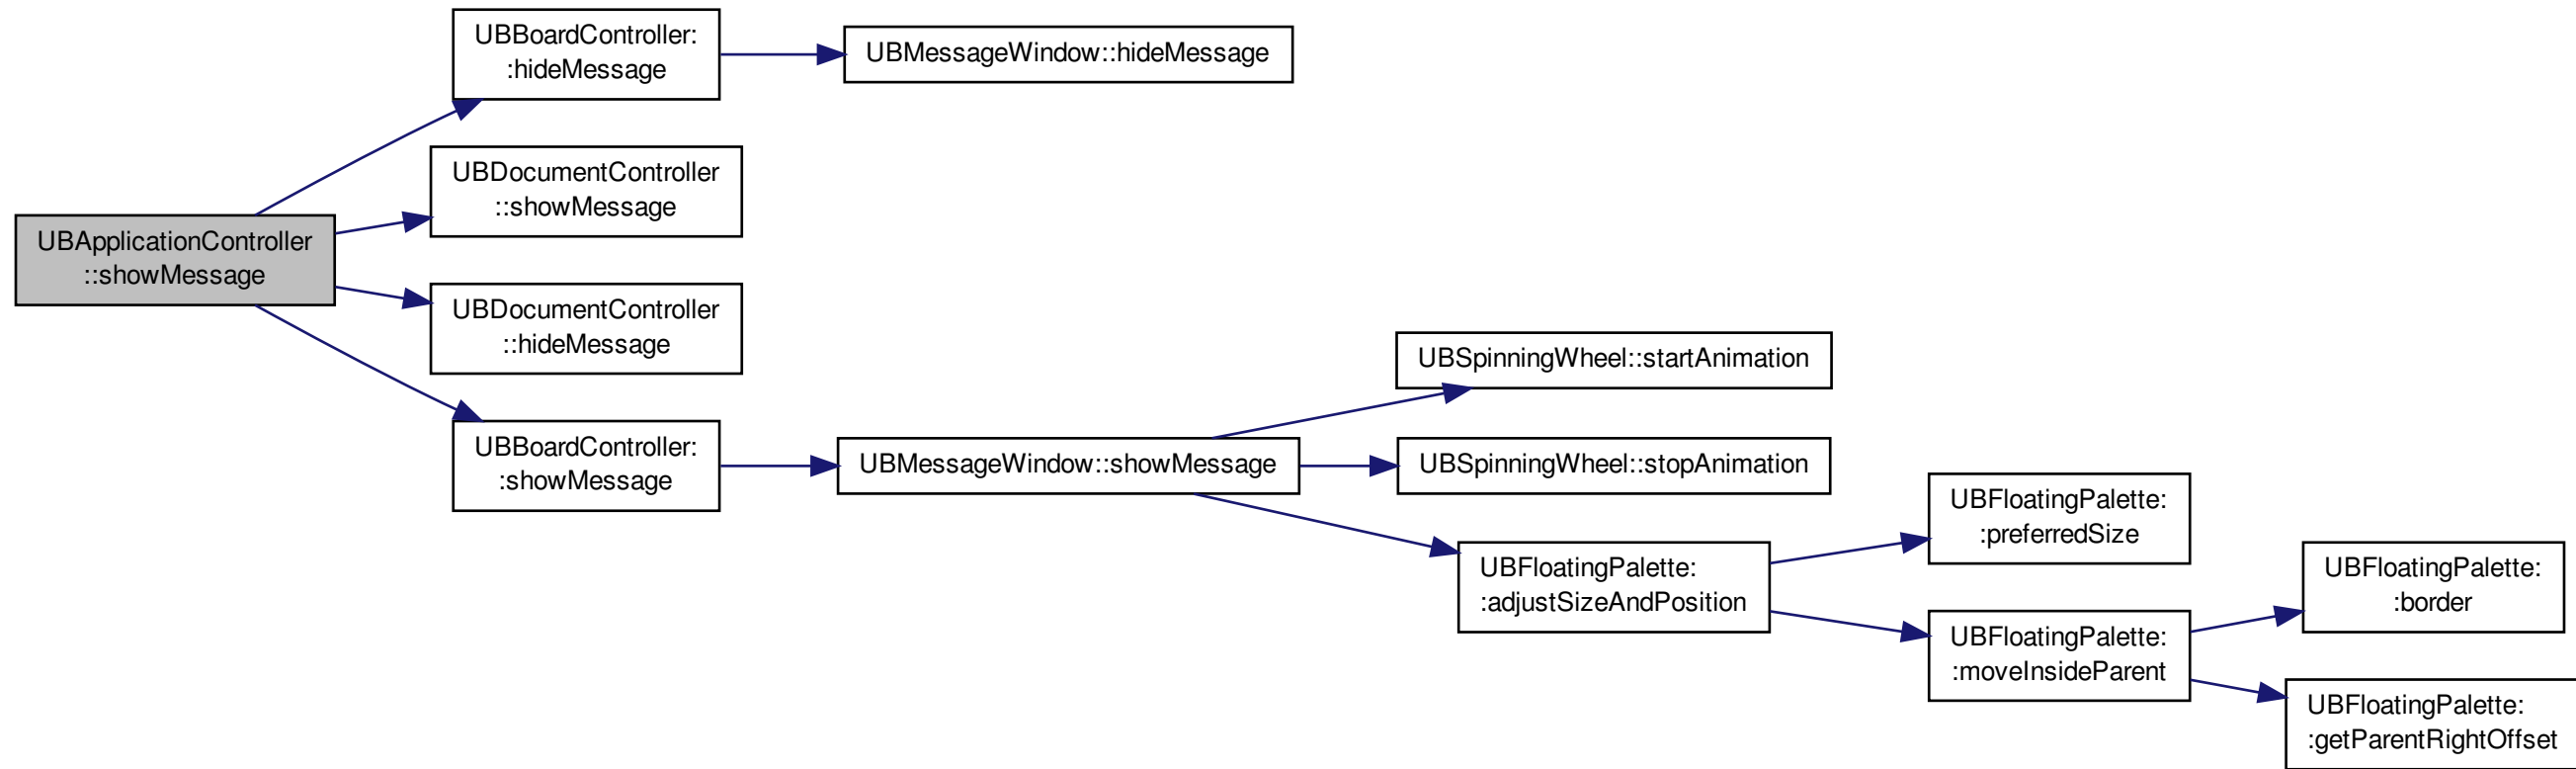 UBBoardController:
:hideMessage
UBMessageWindow::hideMessage
UBDocumentController
::showMessage
UBApplicationController
::showMessage
UBDocumentController
::hideMessage
UBBoardController:
:showMessage
UBMessageWindow::showMessage
UBSpinningWheel::startAnimation
UBSpinningWheel::stopAnimation
UBFloatingPalette:
:adjustSizeAndPosition
UBFloatingPalette:
:preferredSize
UBFloatingPalette:
:moveInsideParent
UBFloatingPalette:
:border
UBFloatingPalette:
:getParentRightOffset